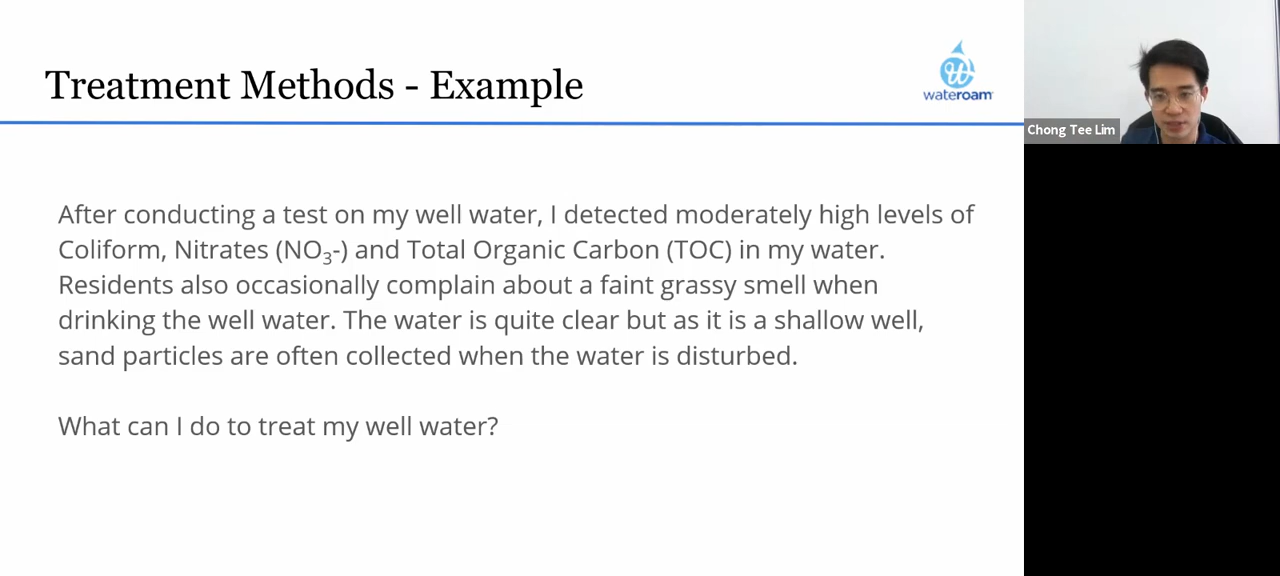 Treatment Methods - Example
wateroam
Chong Tee Lim
After conducting a test on my well water, I detected moderately high levels of
Coliform, Nitrates (NO₃-) and Total Organic Carbon (TOC) in my water.
Residents also occasionally complain about a faint grassy smell when
drinking the well water. The water is quite clear but as it is a shallow well,
sand particles are often collected when the water is disturbed.
What can I do to treat my well water?